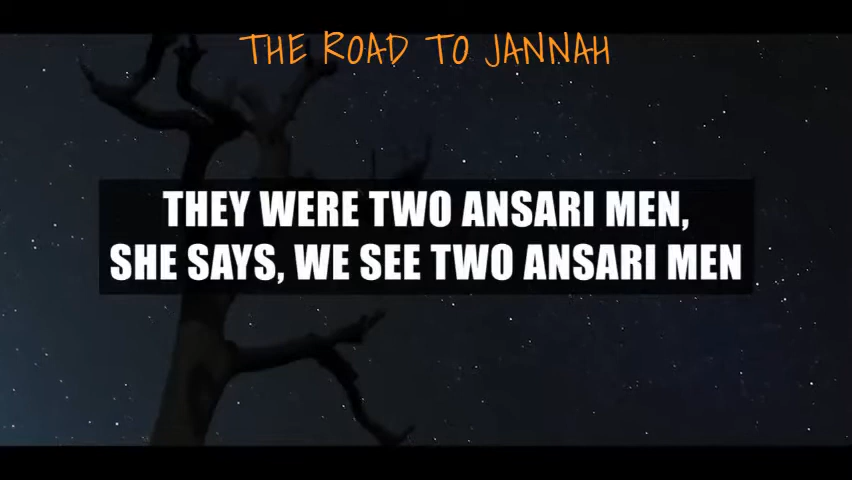 THE ROAD TO JANNAH
THEY WERE TWO ANSARI MEN,
SHE SAYS, WE SEE TWO ANSARI MEN